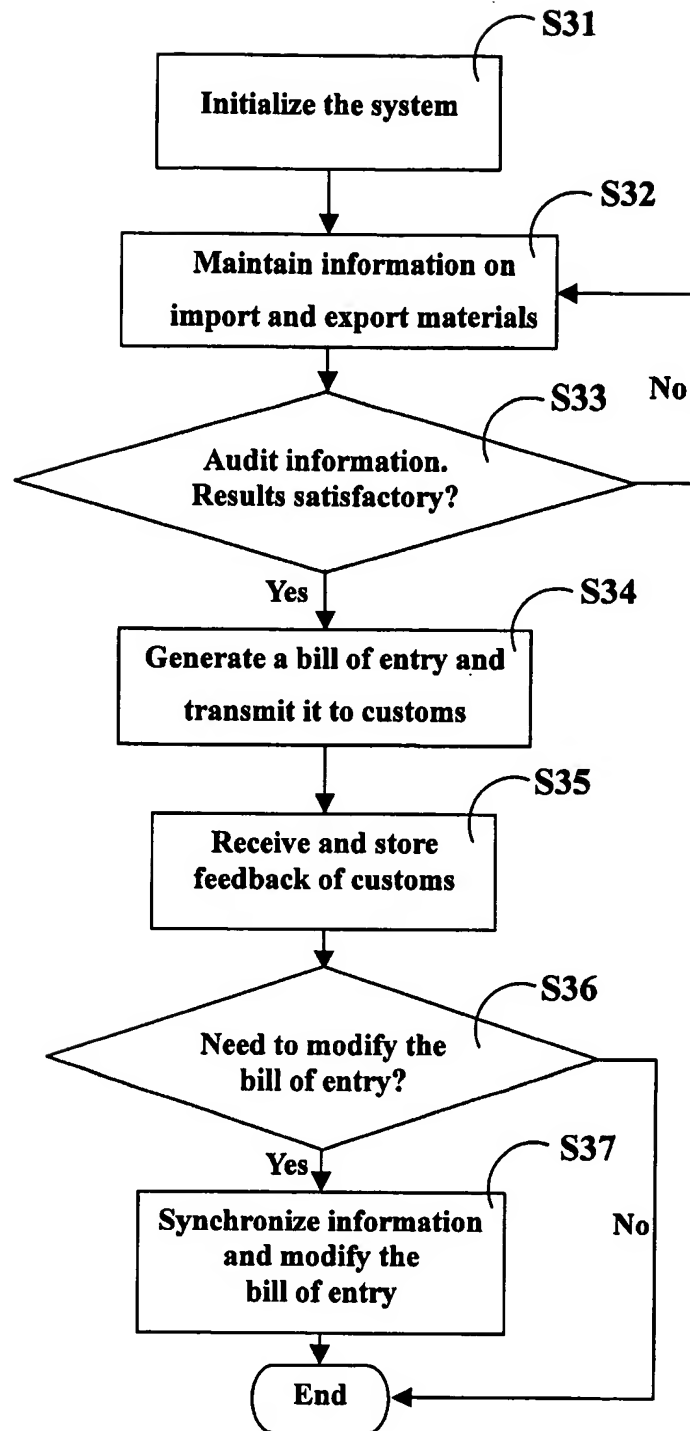 S31
Initialize the system
S32
Maintain information on
import and export materials
S33
No
Audit information.
Results satisfactory?
Yes
S34
Generate a bill of entry and
transmit it to customs
S35
Receive and store
feedback of customs
S36
Need to modify the
bill of entry?
Yes
S37
Synchronize information
and modify the
bill of entry
No
End